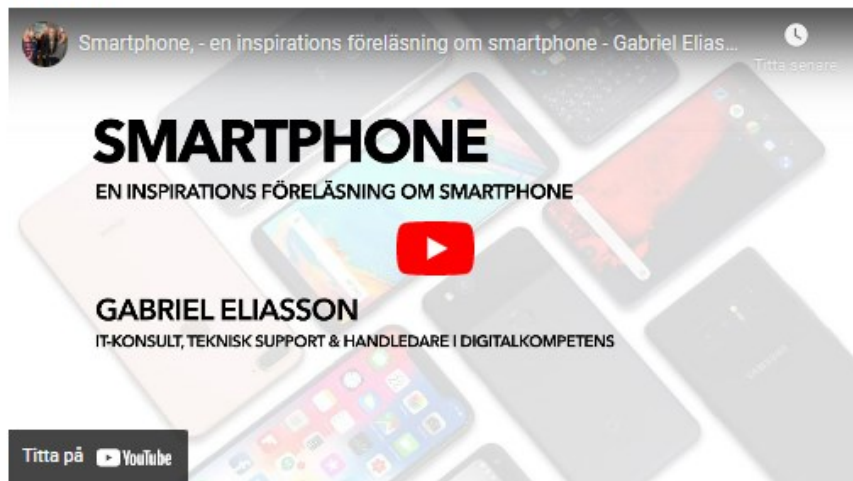 Smartphone, - en inspirations föreläsning om smartphone - Gabriel Elias...
Titta senare
SMARTPHONE
EN INSPIRATIONS FÖRELÄSNING OM SMARTPHONE
GABRIEL ELIASSON
IT-KONSULT, TEKNISK SUPPORT & HANDLEDARE I DIGITALKOMPETENS
SAMSUNG
Titta på YouTube